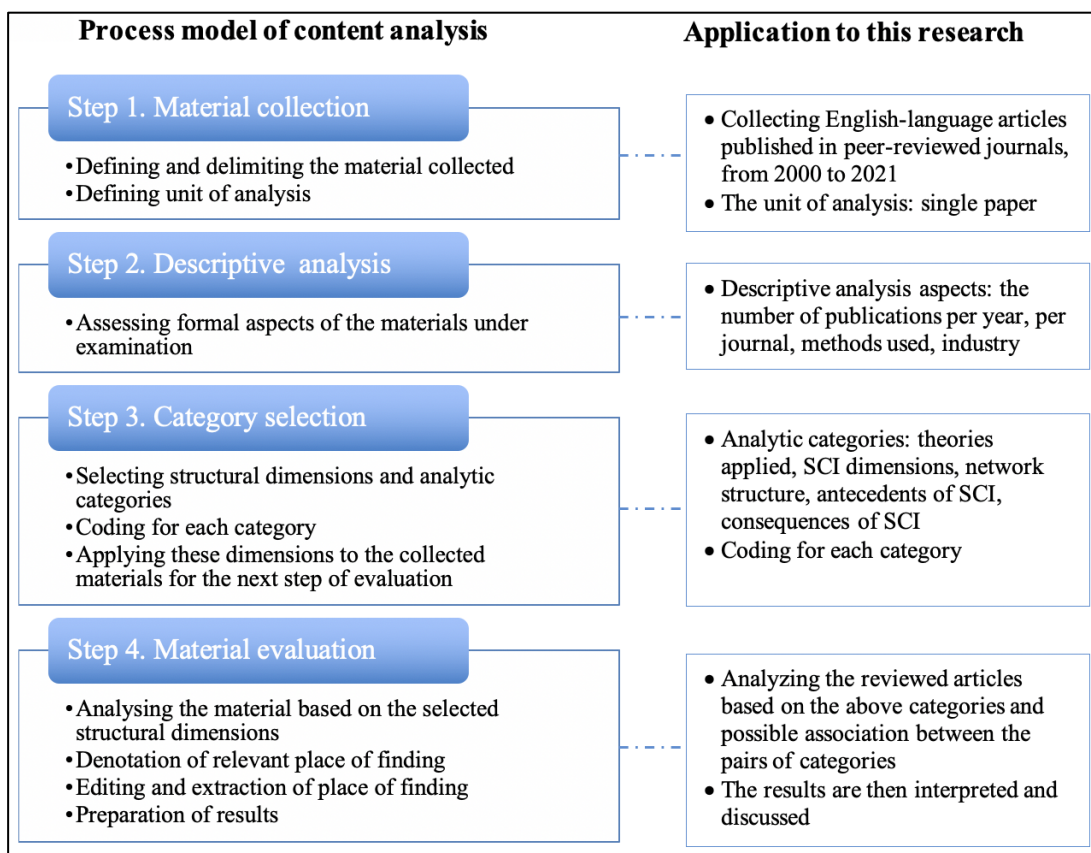 Process model of content analysis
Application to this research
Step 1. Material collection
•Defining and delimiting the material collected
•Defining unit of analysis
• Collecting English-language articles
published in peer-reviewed journals,
from 2000 to 2021
• The unit of analysis: single paper
Step 2. Descriptive analysis
•Assessing formal aspects of the materials under
examination
• Descriptive analysis aspects: the
number of publications per year, per
journal, methods used, industry
Step 3. Category selection
•Selecting structural dimensions and analytic
categories
•Coding for each category
•Applying these dimensions to the collected
materials for the next step of evaluation
• Analytic categories: theories
applied, SCI dimensions, network
structure, antecedents of SCI,
consequences of SCI
• Coding for each category
Step 4. Material evaluation
•Analysing the material based on the selected
structural dimensions
•Denotation of relevant place of finding
•Editing and extraction of place of finding
•Preparation of results
• Analyzing the reviewed articles
based on the above categories and
possible association between the
pairs of categories
• The results are then interpreted and
discussed